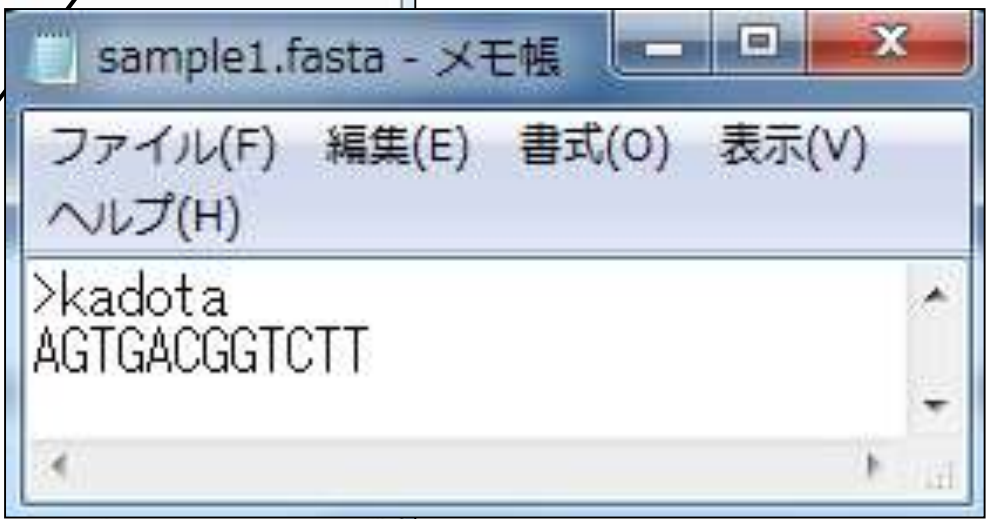 sample1.fasta - メモ帳
ファイル(F) 編集(E) 書式(O) 表示(V)
ヘルプ(H)
>kadota
AGTGACGGTCTT